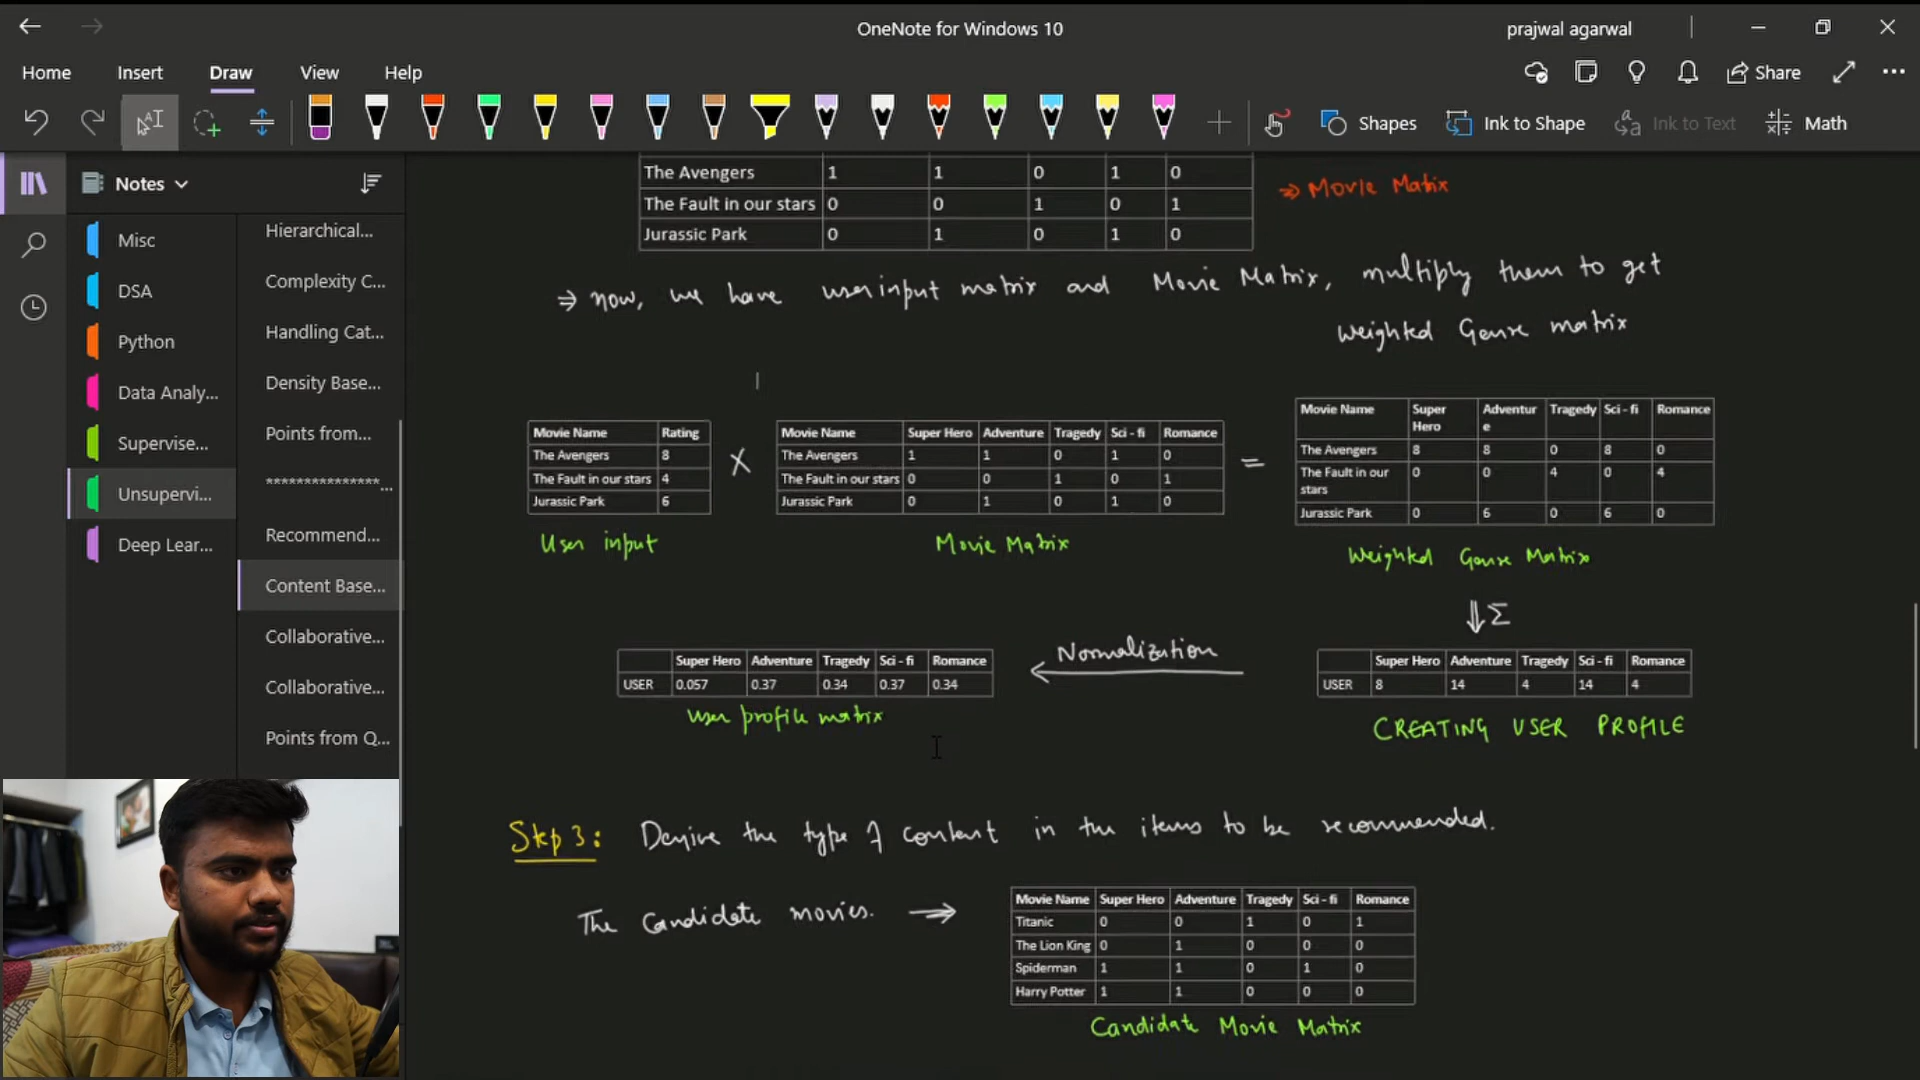 OneNote for Windows 10
prajwal agarwal
Home Insert Draw View Help
Share
Shapes Ink to Shape Ink to Text Math
Notes
Misc
DSA
Python
Data Analy...
Supervise...
Unsupervi...
Deep Lear...
Hierarchical...
Complexity C...
Handling Cat...
Density Base...
Points from...
***************...
Recommend...
Content Base...
Collaborative...
Collaborative...
Points from Q...
The Avengers 1 1 0 1 0
The Fault in our stars 0 0 1 0 1
Jurassic Park 0 1 0 1 0
⇒ Movie Matrix
⇒ now, we have user input matrix and Movie Matrix, multiply them to get
Weighted Genre matrix
Movie Name Rating
The Avengers 8
The Fault in our stars 4
Jurassic Park 6
User input
X
Movie Name Super Hero Adventure Tragedy Sci - fi Romance
The Avengers 1 1 0 1 0
The Fault in our stars 0 0 1 0 1
Jurassic Park 0 1 0 1 0
Movie Matrix
=
Movie Name Super Adventur Tragedy Sci - fi Romance
Hero e
The Avengers 8 8 0 8 0
The Fault in our 0 0 4 0 4
stars
Jurassic Park 0 6 0 6 0
Weighted Genre Matrix
⇓ Σ
Super Hero Adventure Tragedy Sci - fi Romance
USER 8 14 4 14 4
CREATING USER PROFILE
Normalization
Super Hero Adventure Tragedy Sci - fi Romance
USER 0.057 0.37 0.34 0.37 0.34
User profile matrix
Step 3: Derive the type of content in the items to be recommended.
The Candidate movies. →
Movie Name Super Hero Adventure Tragedy Sci - fi Romance
Titanic 0 0 1 0 1
The Lion King 0 1 0 0 0
Spiderman 1 1 0 1 0
Harry Potter 1 1 0 0 0
Candidate Movie Matrix